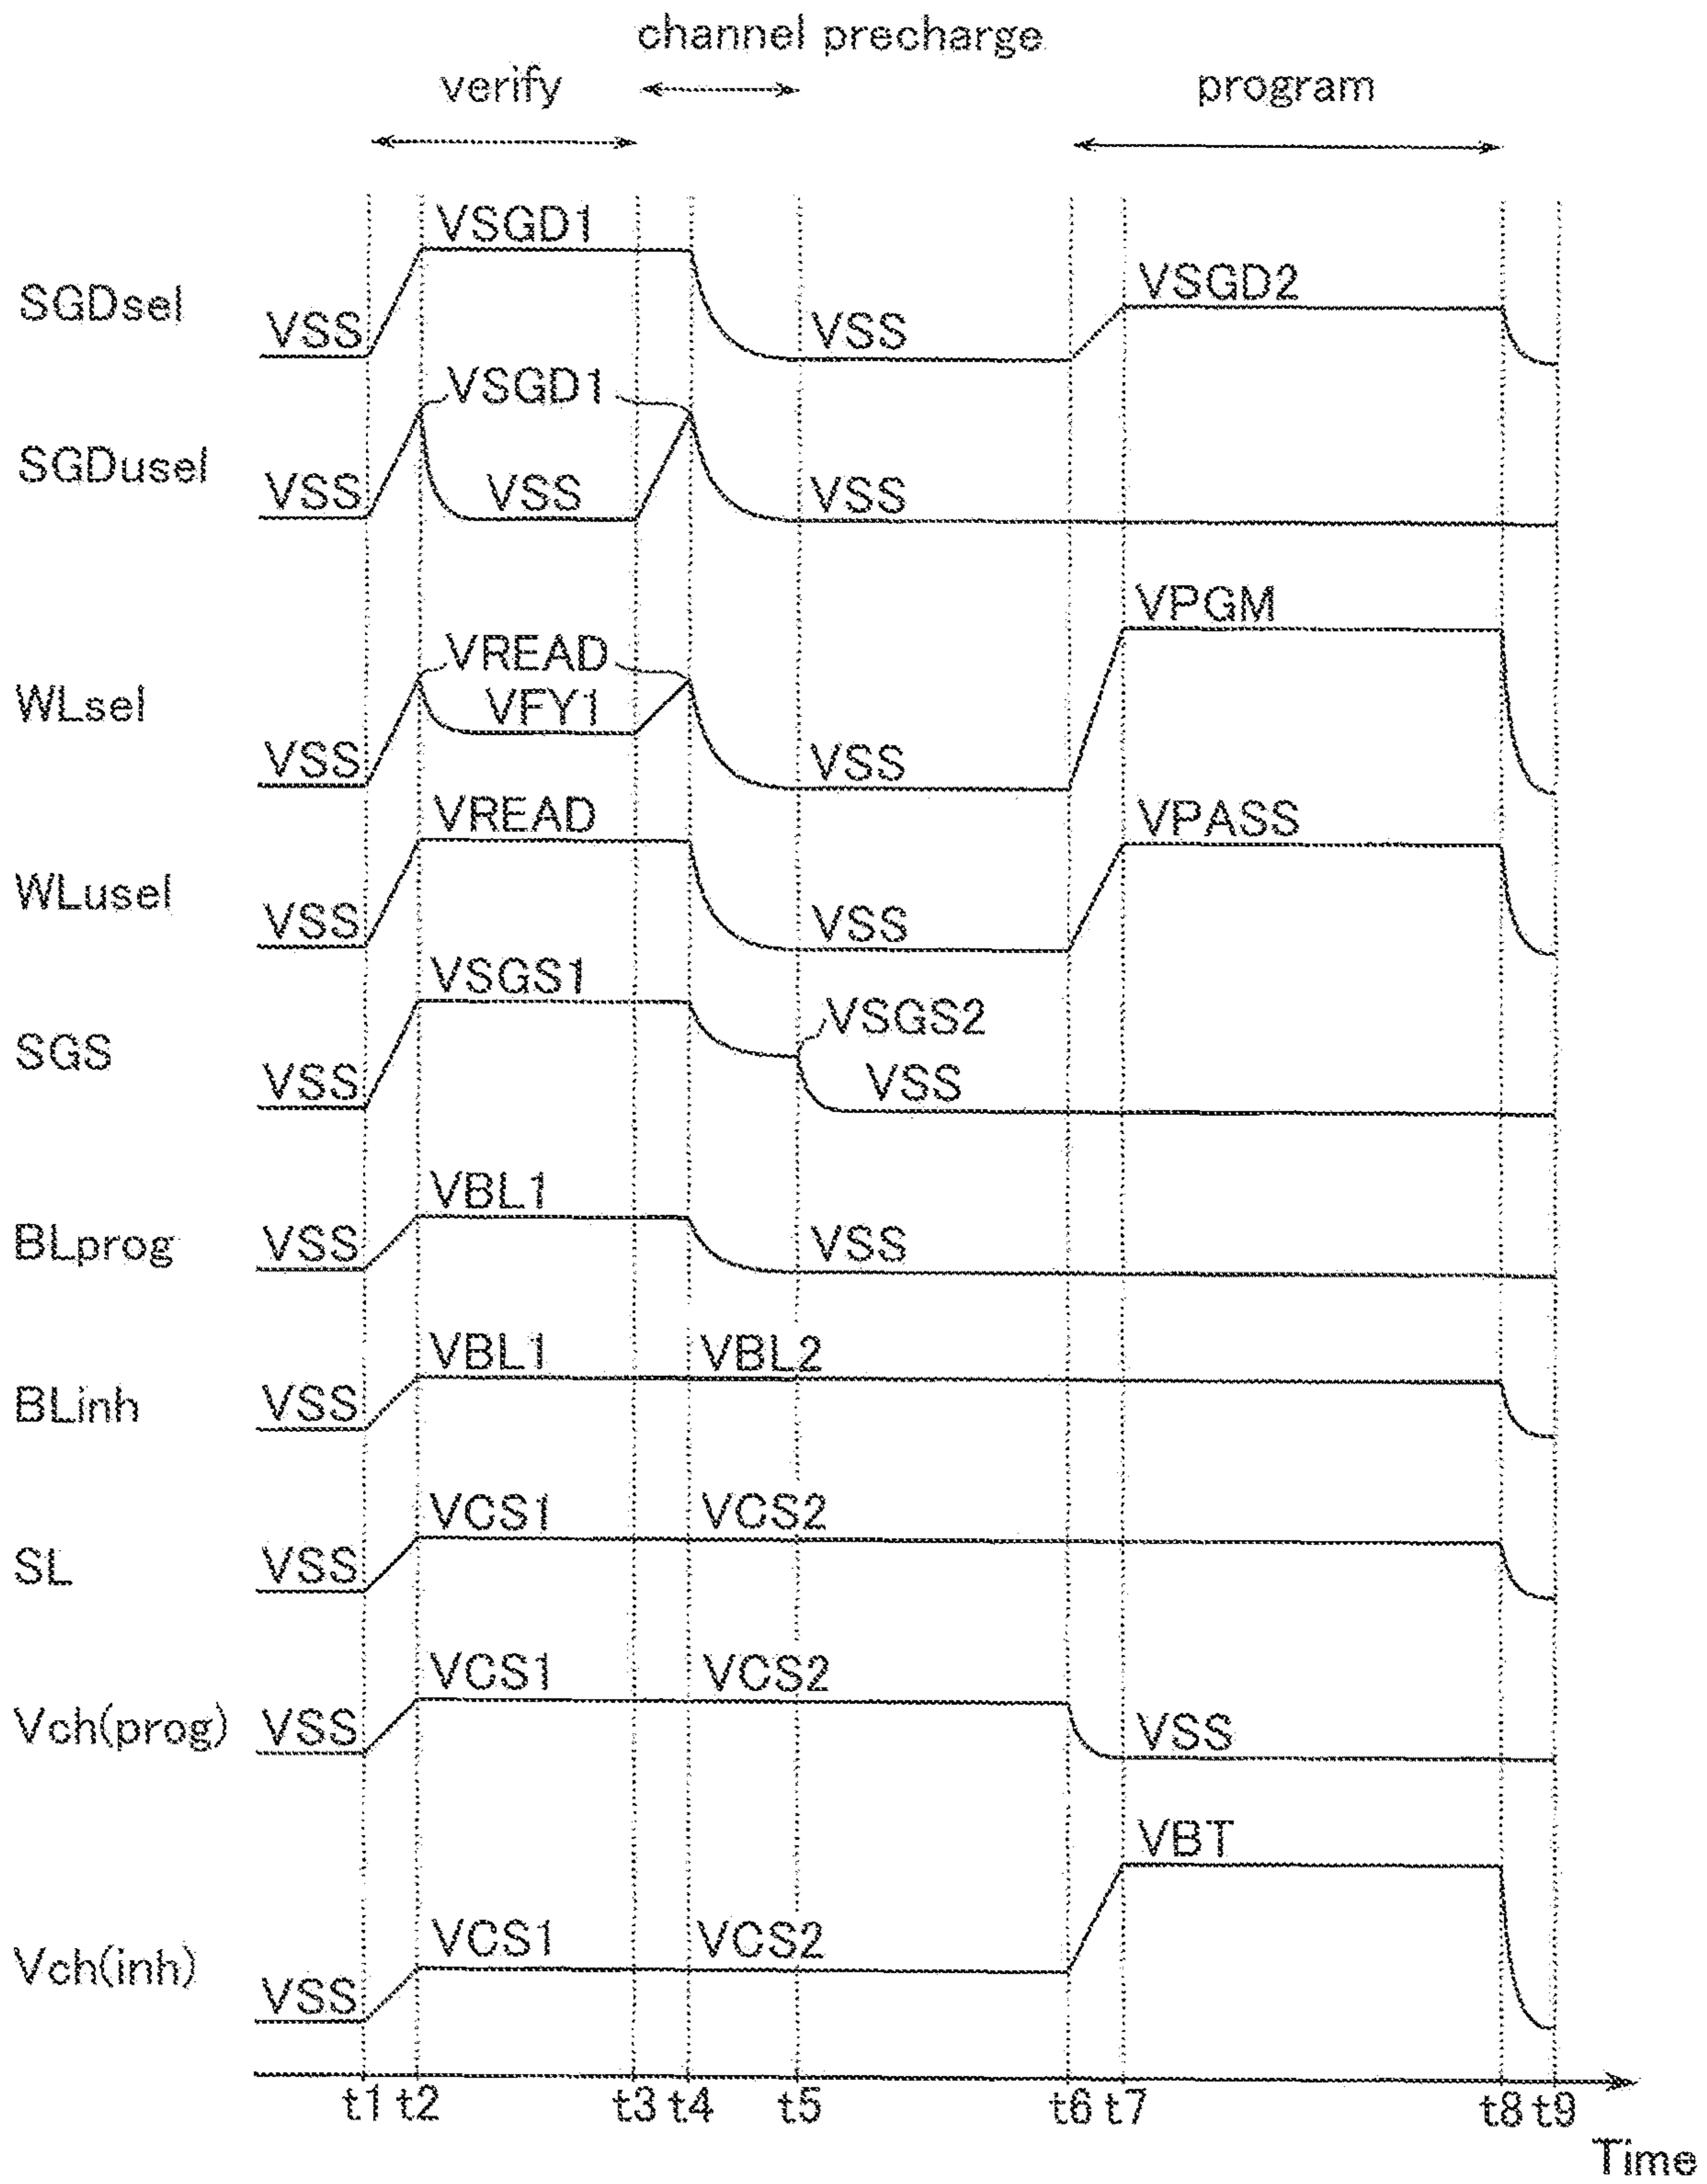 channel precharge
verify program
VSGD1
SGDsel VSS VSS VSGD2
VSGD1
SGDusel VSS VSS VSS
VPGM
VREAD
WLsel VFY1
VSS VSS
VREAD VPASS
WLusel VSS VSS
VSGS1
VSGS2
SGS VSS VSS
VBL1
BLprog VSS VSS
VBL1 VBL2
BLinh VSS
VCS1 VCS2
SL VSS
VCS1 VCS2
Vch(prog) VSS VSS
VBT
VCS1 VCS2
Vch(inh) VSS
t1 t2 t3 t4 t5 t6 t7 t8 t9
Time